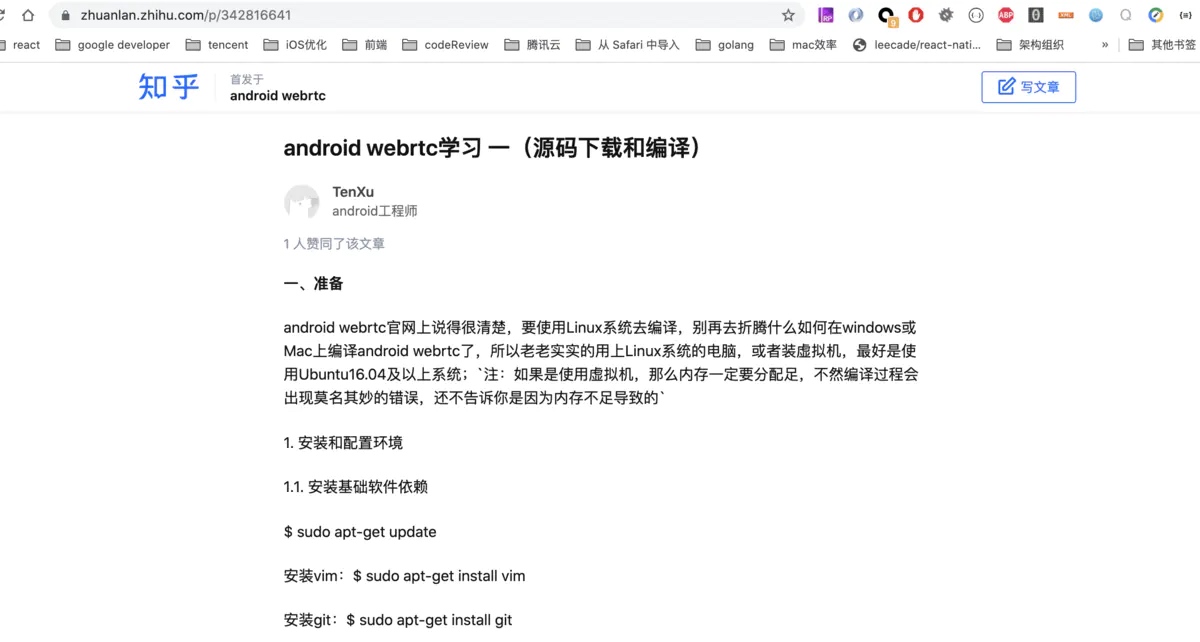 zhuanlan.zhihu.com/p/342816641
react google developer tencent iOS优化 前端 codeReview 腾讯云 从 Safari 中导入 golang mac效率 leecade/react-nati... 架构组织 » 其他书签
知乎
首发于
android webrtc
写文章
android webrtc学习 一（源码下载和编译）
TenXu
android工程师
1 人赞同了该文章
一、准备
android webrtc官网上说得很清楚，要使用Linux系统去编译，别再去折腾什么如何在windows或
Mac上编译android webrtc了，所以老老实实的用上Linux系统的电脑，或者装虚拟机，最好是使
用Ubuntu16.04及以上系统；`注：如果是使用虚拟机，那么内存一定要分配足，不然编译过程会
出现莫名其妙的错误，还不告诉你是因为内存不足导致的`
1. 安装和配置环境
1.1. 安装基础软件依赖
$ sudo apt-get update
安装vim：$ sudo apt-get install vim
安装git：$ sudo apt-get install git